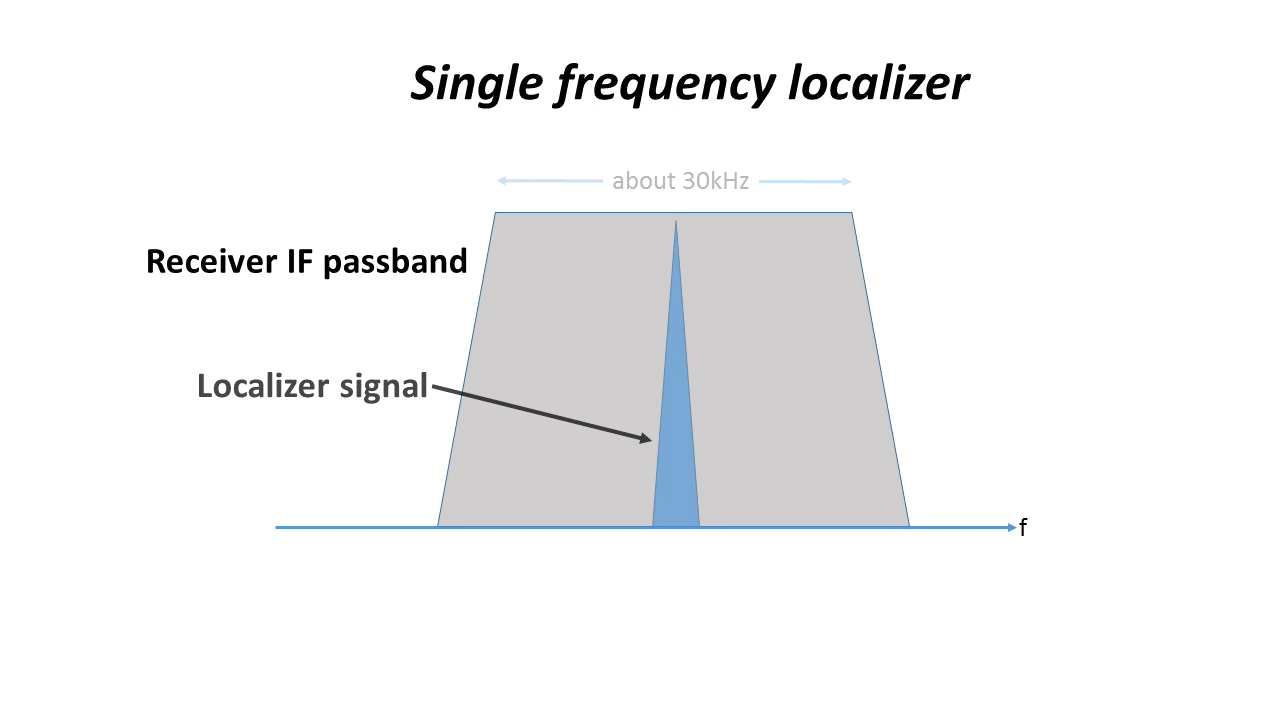 Single frequency localizer
about 30kHz
Receiver IF passband
Localizer signal
f